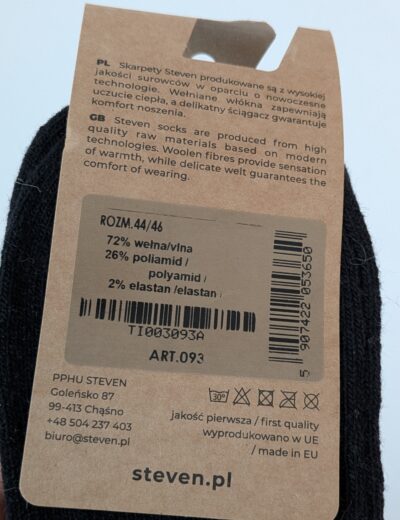 PL Skarpety Steven produkowane są z wysokiej
jakości surowców w oparciu o nowoczesne
technologie. Wełniane włókna zapewniają
uczucie ciepła, a delikatny ściągacz gwarantuje
komfort noszenia.
GB Steven socks are produced from high
quality raw materials based on modern
technologies. Woolen fibres provide sensation
of warmth, while delicate welt guarantees the
comfort of wearing.
ROZM.44/46
72% wełna/vlna
26% poliamid /
polyamid /
2% elastan /elastan
TI003093A
ART.093
5 907422 053650
PPHU STEVEN
Goleńsko 87
99-413 Chąśno
+48 504 237 403
biuro@steven.pl
30°
jakość pierwsza / first quality
wyprodukowano w UE
/ made in EU
steven.pl